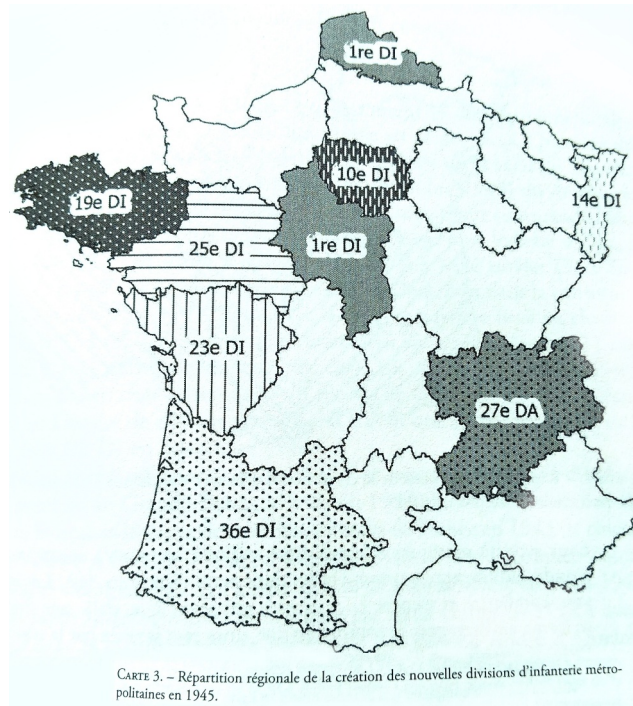 1re DI
10e DI
14e DI
19e DI
25e DI
1re DI
23e DI
27e DA
36e DI
CARTE 3. – Répartition régionale de la création des nouvelles divisions d'infanterie métro-
politaines en 1945.